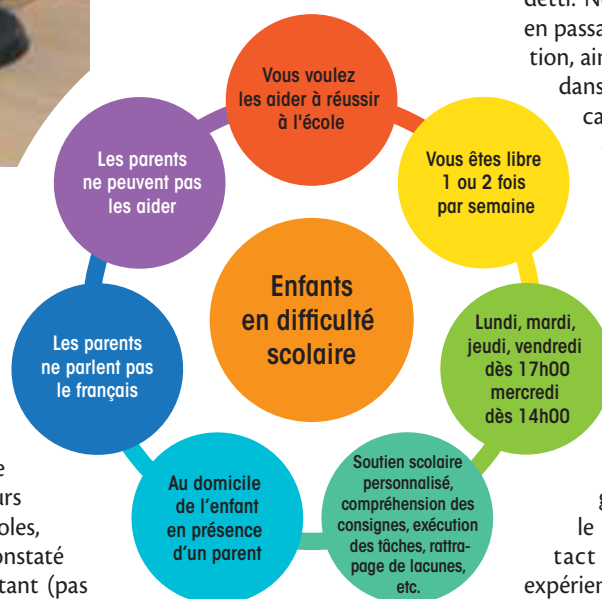 en passa
tion, ain
dans
ca
Vous voulez
les aider à réussir
à l'école
Vous êtes libre
1 ou 2 fois
par semaine
Lundi, mardi,
jeudi, vendredi
dès 17h00
mercredi
dès 14h00
Soutien scolaire
personnalisé,
compréhension des
consignes, exécution
des tâches, rattra-
page de lacunes,
etc.
Au domicile
de l'enfant
en présence
d'un parent
Les parents
ne parlent pas
le français
Les parents
ne peuvent pas
les aider
Enfants
en difficulté
scolaire
e
urs
oles,
onstaté
tant (pas
g
le
tact
expérien